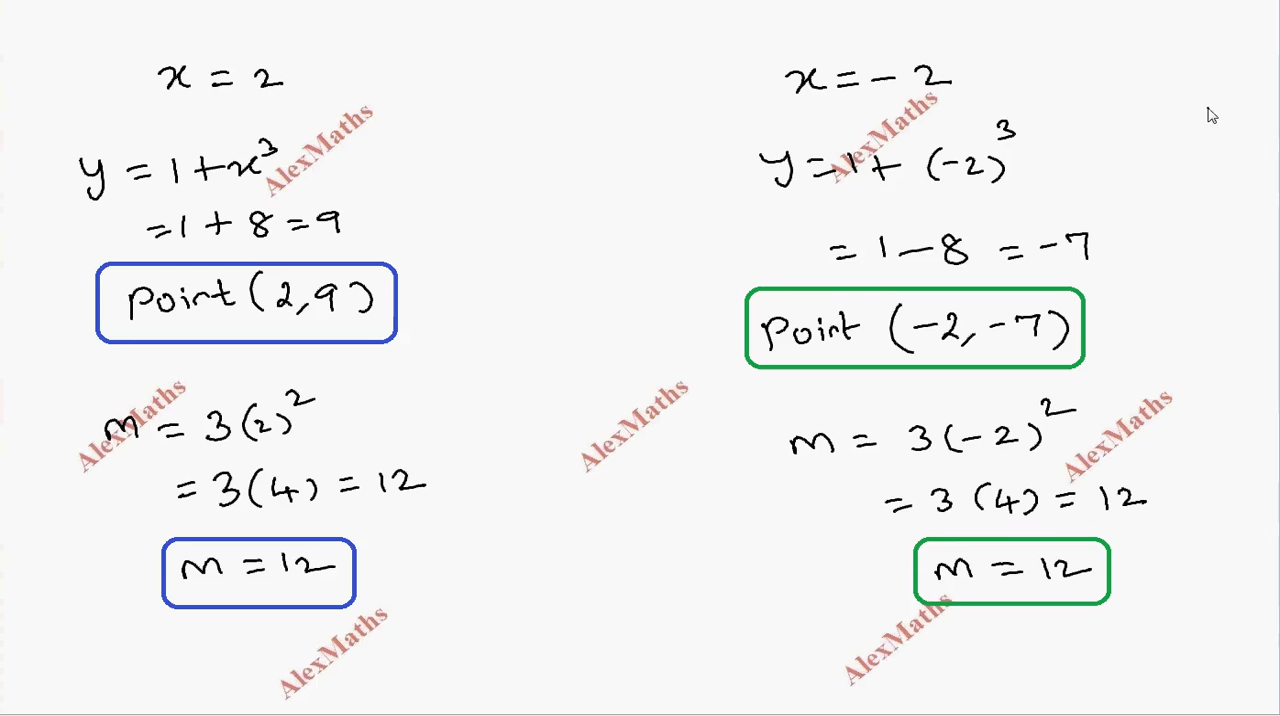 x = 2
y = 1 + x³
= 1 + 8 = 9
Point (2, 9)
m = 3(2)²
= 3(4) = 12
m = 12
x = - 2
y = 1 + (-2)³
= 1 - 8 = -7
Point (-2, -7)
m = 3(-2)²
= 3(4) = 12
m = 12
AlexMaths
AlexMaths
AlexMaths
AlexMaths
AlexMaths
AlexMaths
AlexMaths